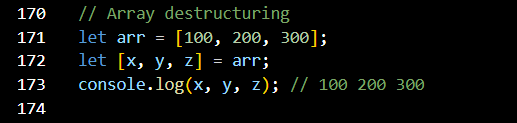 170 // Array destructuring
171 let arr = [100, 200, 300];
172 let [x, y, z] = arr;
173 console.log(x, y, z); // 100 200 300
174